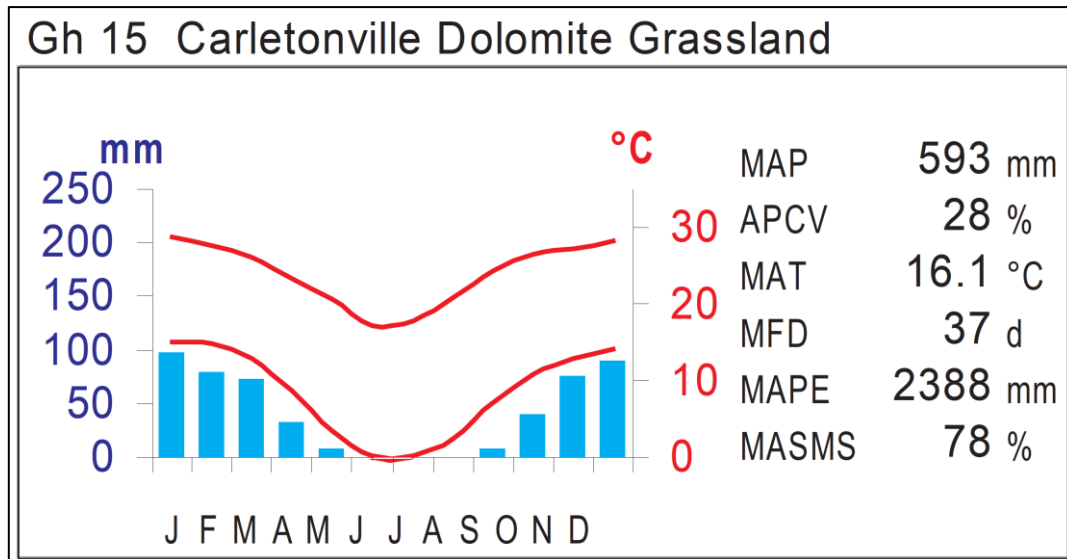 Gh 15 Carletonville Dolomite Grassland
mm
°C
250
200
150
100
50
0
30
20
10
0
J F M A M J J A S O N D
MAP 593 mm
APCV 28 %
MAT 16.1 °C
MFD 37 d
MAPE 2388 mm
MASMS 78 %